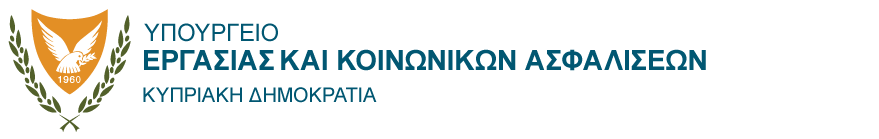 ΥΠΟΥΡΓΕΙΟ
ΕΡΓΑΣΙΑΣ ΚΑΙ ΚΟΙΝΩΝΙΚΩΝ ΑΣΦΑΛΙΣΕΩΝ
ΚΥΠΡΙΑΚΗ ΔΗΜΟΚΡΑΤΙΑ
1960